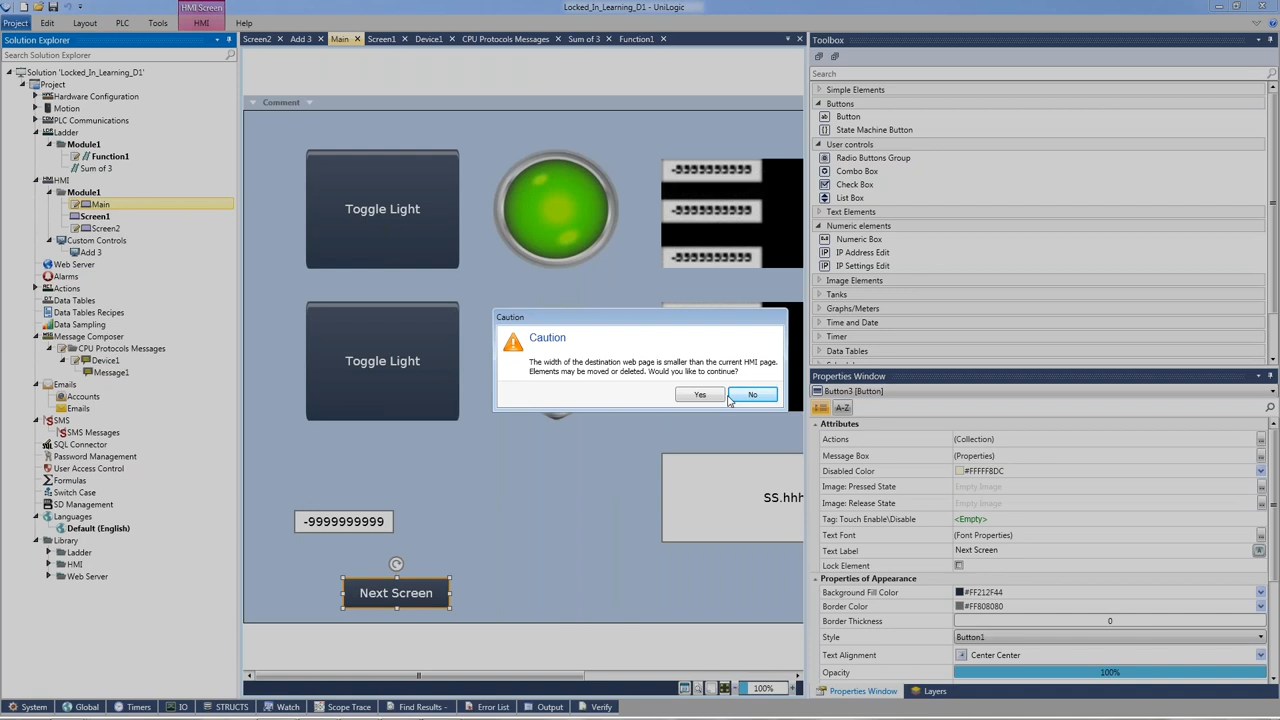 HMI Screen
Locked_In_Learning_D1 - UniLogic
Project Edit Layout PLC Tools HMI Help
Solution Explorer
Search Solution Explorer
Solution 'Locked_In_Learning_D1'
Project
Hardware Configuration
Motion
PLC Communications
Ladder
Module1
Function1
Sum of 3
HMI
Module1
Main
Screen1
Screen2
Custom Controls
Add 3
Web Server
Alarms
Actions
Data Tables
Data Tables Recipes
Data Sampling
Message Composer
CPU Protocols Messages
Device1
Message1
Emails
Accounts
Emails
SMS
SMS Messages
SQL Connector
Password Management
User Access Control
Formulas
Switch Case
SD Management
Languages
Default (English)
Library
Ladder
HMI
Web Server
Screen2 Add 3 Main Screen1 Device1 CPU Protocols Messages Sum of 3 Function1
Comment
Toggle Light
-9999999999
-9999999999
-9999999999
Toggle Light
SS.hhh
-9999999999
Next Screen
Caution
Caution
The width of the destination web page is smaller than the current HMI page.
Elements may be moved or deleted. Would you like to continue?
Yes No
100%
Toolbox
Search
Simple Elements
Buttons
Button
State Machine Button
User controls
Radio Buttons Group
Combo Box
Check Box
List Box
Text Elements
Numeric elements
Numeric Box
IP Address Edit
IP Settings Edit
Image Elements
Tanks
Graphs/Meters
Time and Date
Timer
Data Tables
Properties Window
Button3 [Button]
A-Z
Attributes
Actions (Collection)
Message Box (Properties)
Disabled Color #FFFFF8DC
Image: Pressed State Empty Image
Image: Release State Empty Image
Tag: Touch Enable\Disable <Empty>
Text Font (Font Properties)
Text Label Next Screen
Lock Element
Properties of Appearance
Background Fill Color #FF212F44
Border Color #FF808080
Border Thickness 0
Style Button1
Text Alignment Center Center
Opacity 100%
Properties Window Layers
System Global Timers IO STRUCTS Watch Scope Trace Find Results - Error List Output Verify